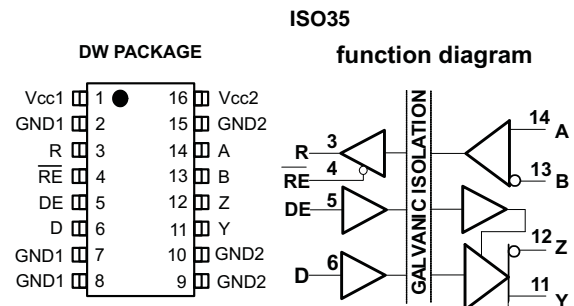 ISO35
DW PACKAGE
Vcc1 1 16 Vcc2
GND1 2 15 GND2
R 3 14 A
RE 4 13 B
DE 5 12 Z
D 6 11 Y
GND1 7 10 GND2
GND1 8 9 GND2
function diagram
GALVANIC ISOLATION
R 3
RE 4
DE 5
D 6
14 A
13 B
12 Z
11 Y